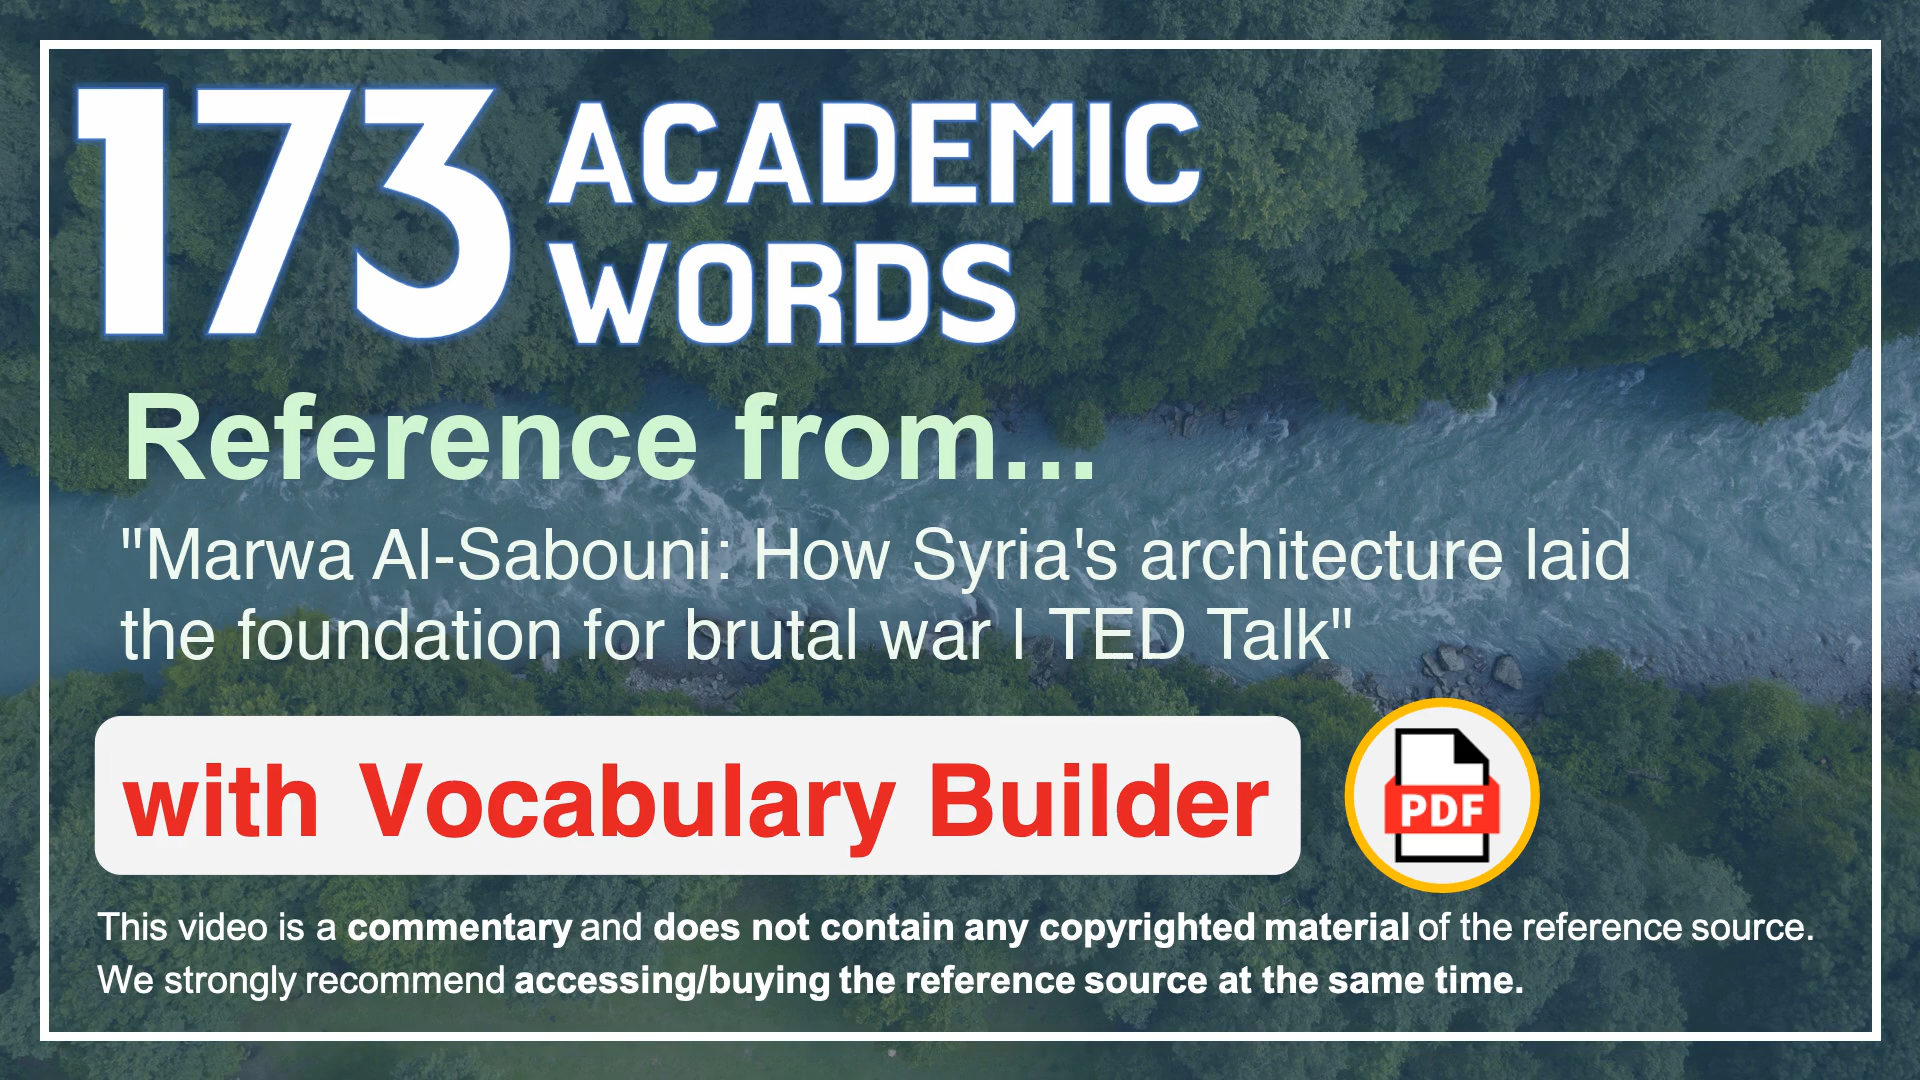 173 ACADEMIC
WORDS
Reference from...
"Marwa Al-Sabouni: How Syria's architecture laid
the foundation for brutal war | TED Talk"
with Vocabulary Builder
PDF
This video is a commentary and does not contain any copyrighted material of the reference source.
We strongly recommend accessing/buying the reference source at the same time.